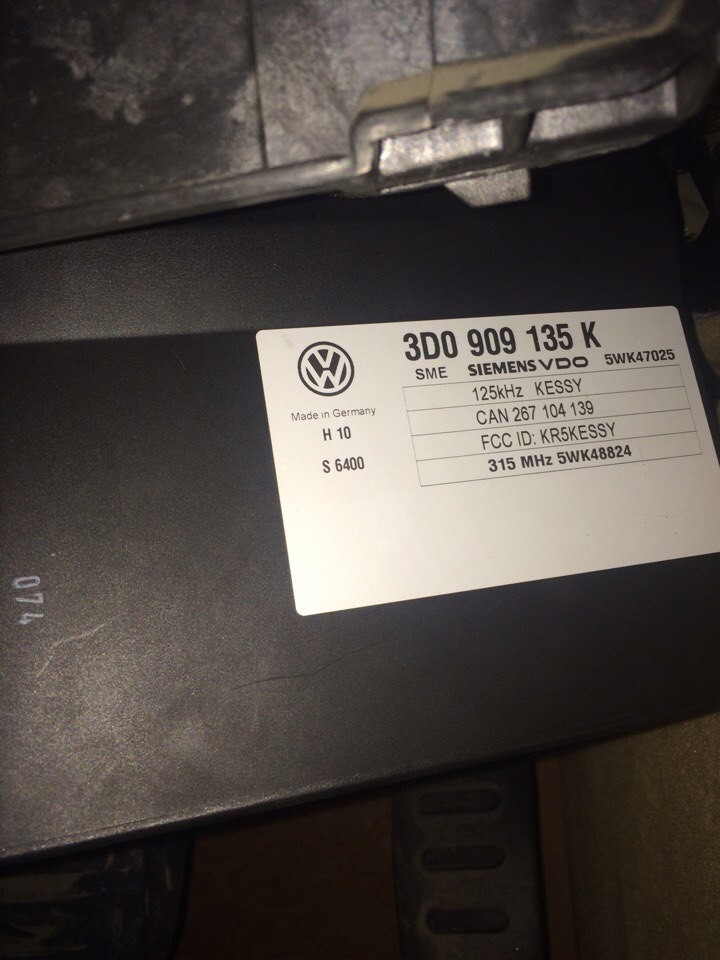 3D0 909 135 K
SME SIEMENS VDO 5WK47025
125kHz KESSY
CAN 267 104 139
FCC ID: KR5KESSY
315 MHz 5WK48824
VW
Made in Germany
H 10
S 6400
074